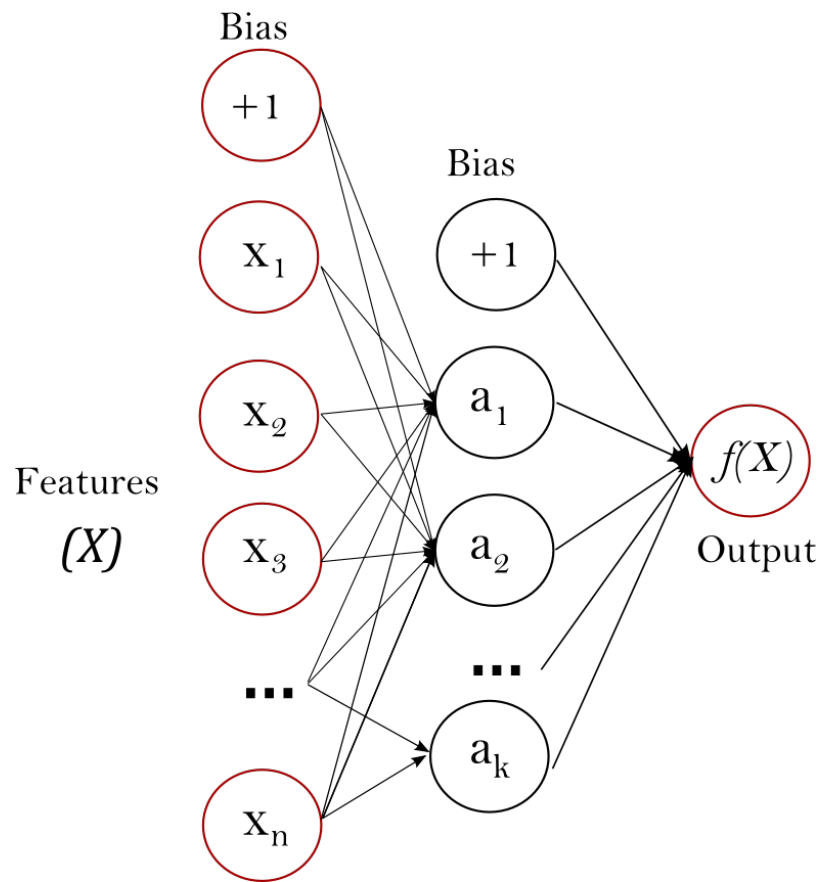 Bias
+1
x₁
x₂
x₃
...
xₙ
Features
(X)
Bias
+1
a₁
a₂
...
aₖ
f(X)
Output